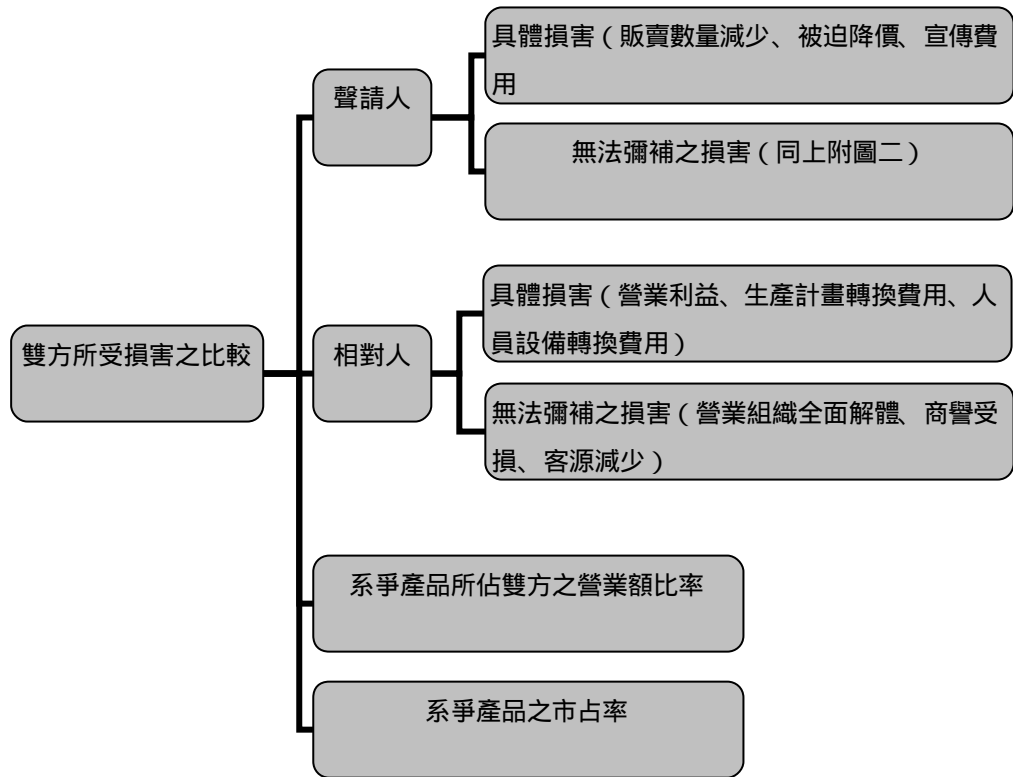 具體損害（販賣數量減少、被迫降價、宣傳費
用
聲請人
無法彌補之損害（同上附圖二）
具體損害（營業利益、生產計畫轉換費用、人
員設備轉換費用）
雙方所受損害之比較
相對人
無法彌補之損害（營業組織全面解體、商譽受
損、客源減少）
系爭產品所佔雙方之營業額比率
系爭產品之市占率